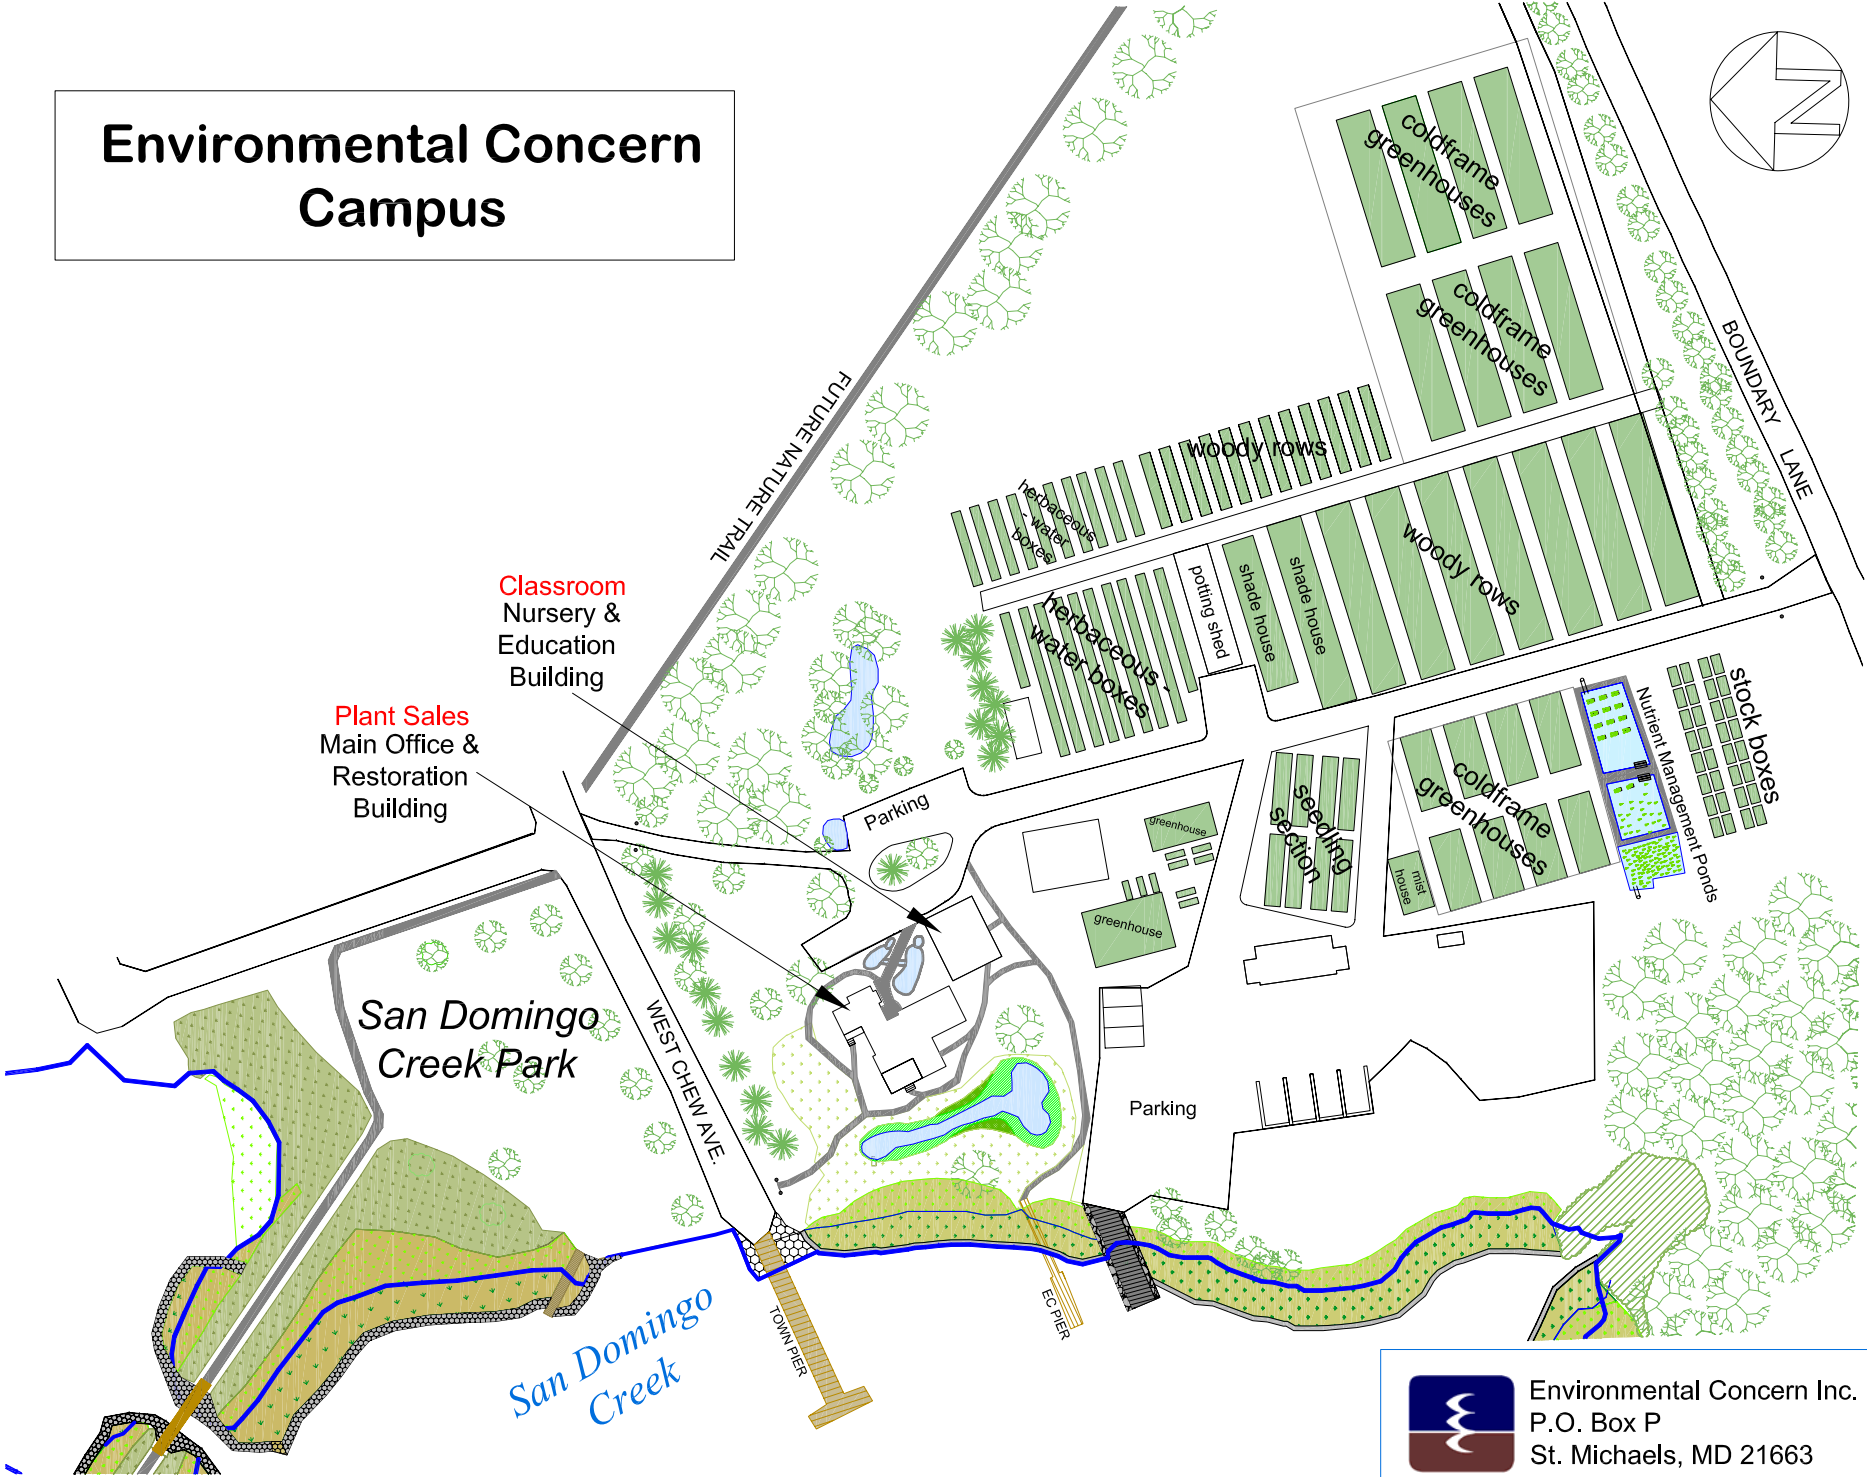 Environmental Concern
Campus
N
coldframe
greenhouses
coldframe
greenhouses
BOUNDARY LANE
FUTURE NATURE TRAIL
woody rows
herbaceous
- water
boxes
woody rows
shade house
shade house
potting shed
herbaceous -
water boxes
Classroom
Nursery &
Education
Building
Plant Sales
Main Office &
Restoration
Building
Parking
greenhouse
greenhouse
seedling
section
coldframe
greenhouses
mist
house
Nutrient Management Ponds
stock boxes
San Domingo
Creek Park
WEST CHEW AVE.
Parking
TOWN PIER
EC PIER
San Domingo
Creek
Environmental Concern Inc.
P.O. Box P
St. Michaels, MD 21663